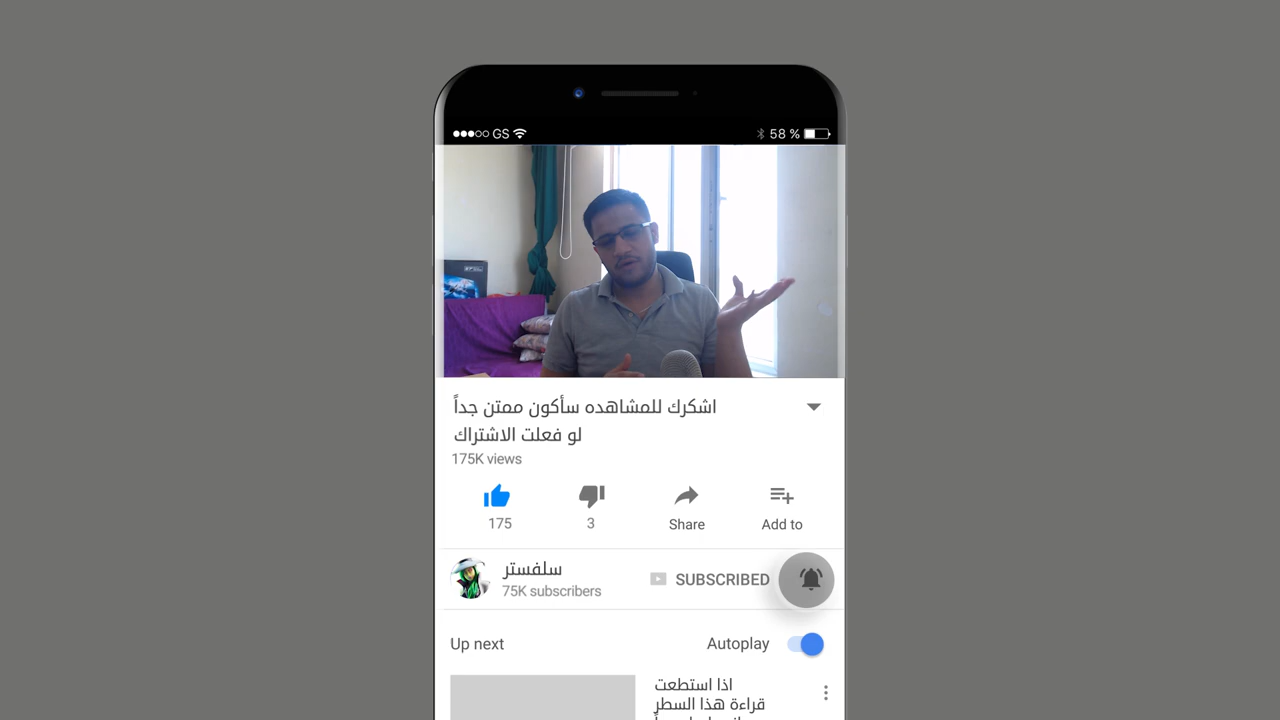 GS
58 %
اشكرك للمشاهده سأكون ممتن جداً
لو فعلت الاشتراك
175K views
175
3
Share
Add to
سلفستر
75K subscribers
SUBSCRIBED
Up next
Autoplay
اذا استطعت
قراءة هذا السطر